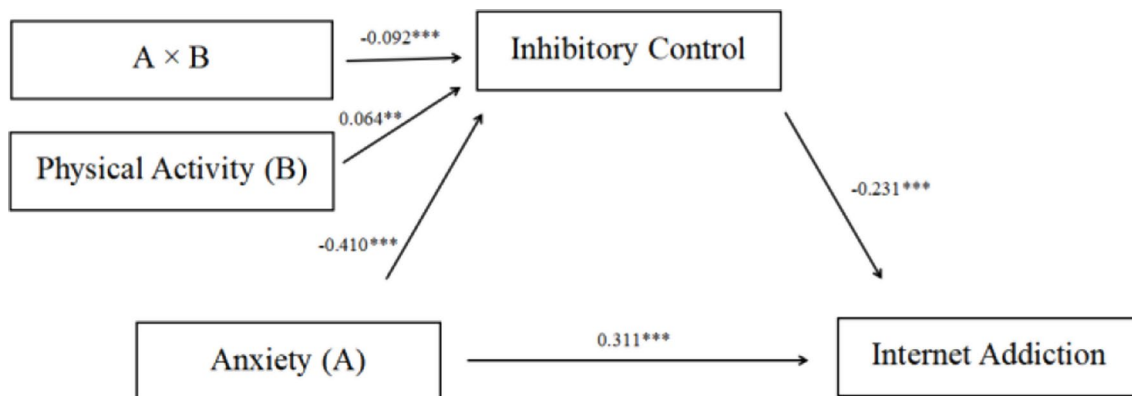 -0.092***
A × B
Inhibitory Control
0.064**
Physical Activity (B)
-0.231***
-0.410***
0.311***
Anxiety (A)
Internet Addiction